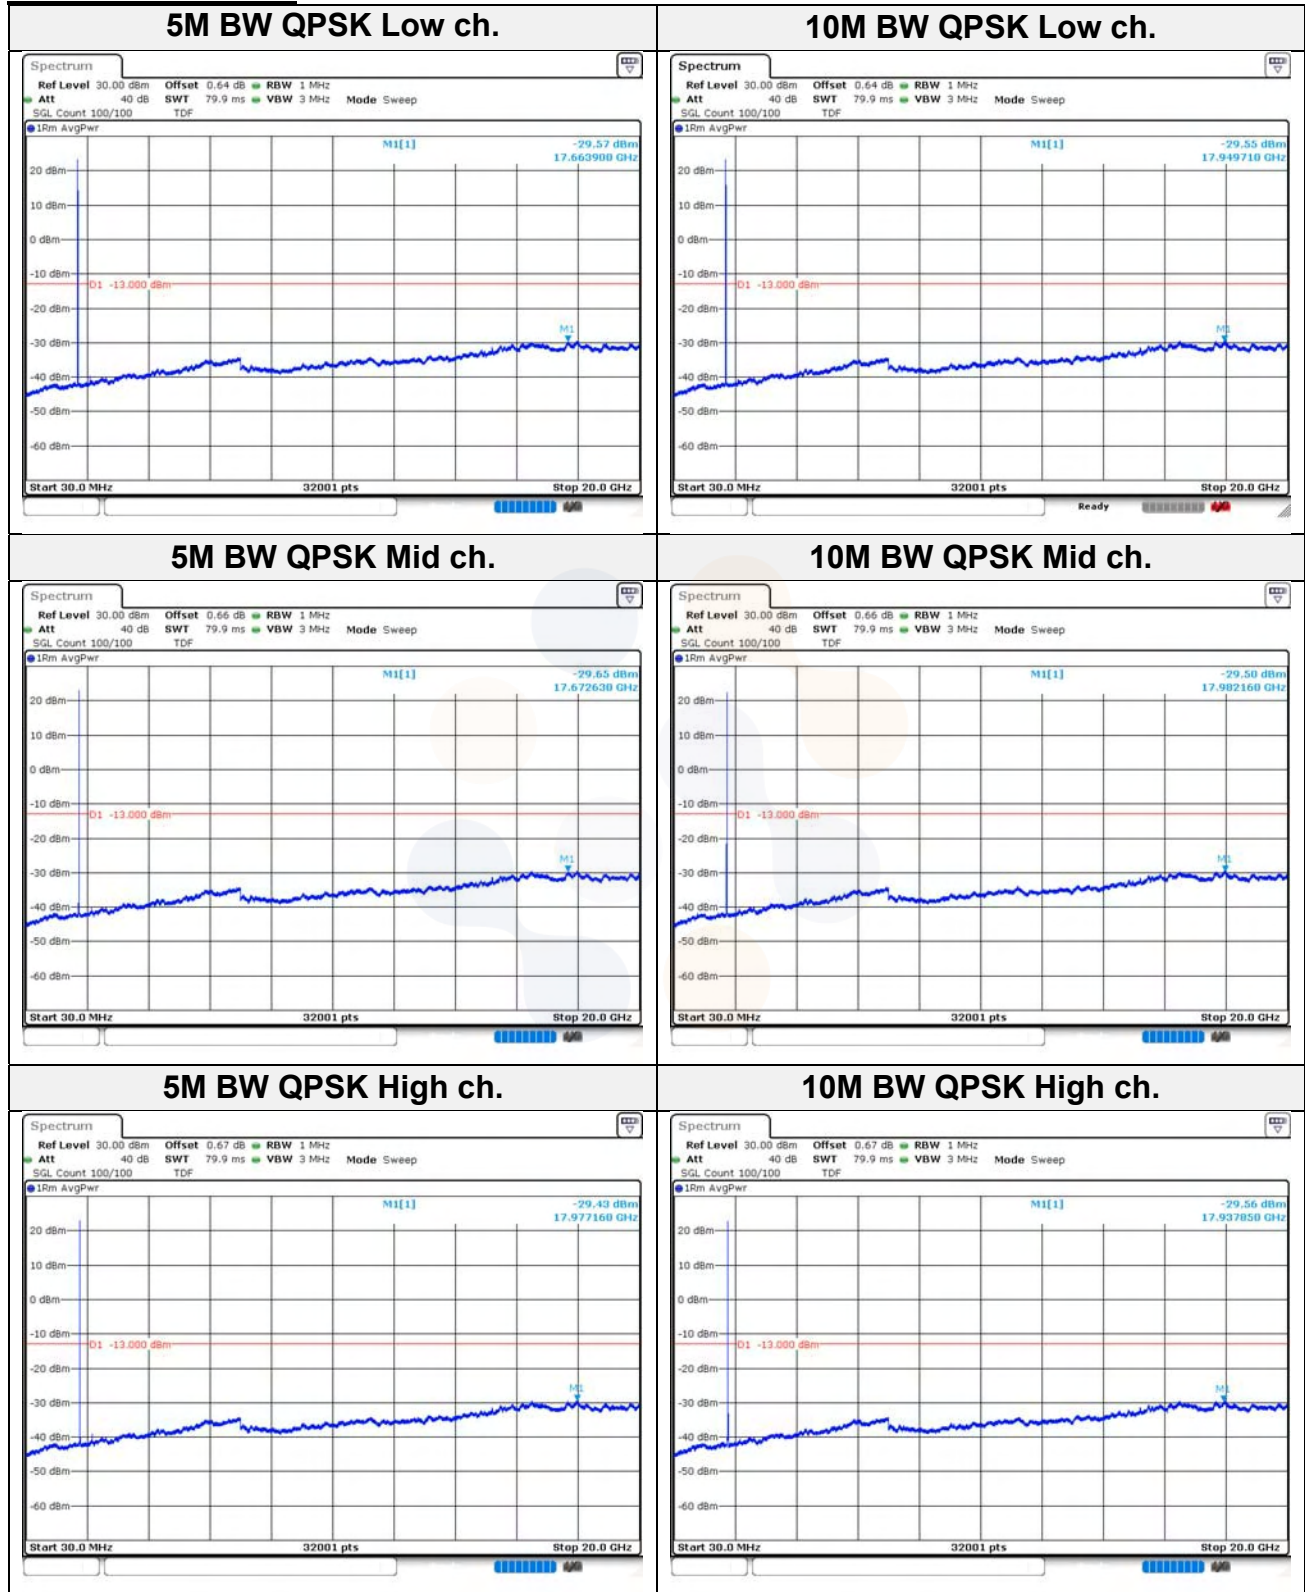 5M BW QPSK Low ch.
Spectrum
Ref Level 30.00 dBm Offset 0.64 dB RBW 1 MHz
Att 40 dB SWT 79.9 ms VBW 3 MHz Mode Sweep
SGL Count 100/100 TDF
1Rm AvgPwr
M1[1] -29.57 dBm
17.663900 GHz
20 dBm
10 dBm
0 dBm
-10 dBm
D1 -13.000 dBm
-20 dBm
M1
-30 dBm
-40 dBm
-50 dBm
-60 dBm
Start 30.0 MHz 32001 pts Stop 20.0 GHz
10M BW QPSK Low ch.
Spectrum
Ref Level 30.00 dBm Offset 0.64 dB RBW 1 MHz
Att 40 dB SWT 79.9 ms VBW 3 MHz Mode Sweep
SGL Count 100/100 TDF
1Rm AvgPwr
M1[1] -29.55 dBm
17.949710 GHz
20 dBm
10 dBm
0 dBm
-10 dBm
D1 -13.000 dBm
-20 dBm
M1
-30 dBm
-40 dBm
-50 dBm
-60 dBm
Start 30.0 MHz 32001 pts Stop 20.0 GHz
Ready
5M BW QPSK Mid ch.
Spectrum
Ref Level 30.00 dBm Offset 0.66 dB RBW 1 MHz
Att 40 dB SWT 79.9 ms VBW 3 MHz Mode Sweep
SGL Count 100/100 TDF
1Rm AvgPwr
M1[1] -29.65 dBm
17.672630 GHz
20 dBm
10 dBm
0 dBm
-10 dBm
D1 -13.000 dBm
-20 dBm
M1
-30 dBm
-40 dBm
-50 dBm
-60 dBm
Start 30.0 MHz 32001 pts Stop 20.0 GHz
10M BW QPSK Mid ch.
Spectrum
Ref Level 30.00 dBm Offset 0.66 dB RBW 1 MHz
Att 40 dB SWT 79.9 ms VBW 3 MHz Mode Sweep
SGL Count 100/100 TDF
1Rm AvgPwr
M1[1] -29.50 dBm
17.982160 GHz
20 dBm
10 dBm
0 dBm
-10 dBm
D1 -13.000 dBm
-20 dBm
M1
-30 dBm
-40 dBm
-50 dBm
-60 dBm
Start 30.0 MHz 32001 pts Stop 20.0 GHz
5M BW QPSK High ch.
Spectrum
Ref Level 30.00 dBm Offset 0.67 dB RBW 1 MHz
Att 40 dB SWT 79.9 ms VBW 3 MHz Mode Sweep
SGL Count 100/100 TDF
1Rm AvgPwr
M1[1] -29.43 dBm
17.977160 GHz
20 dBm
10 dBm
0 dBm
-10 dBm
D1 -13.000 dBm
-20 dBm
M1
-30 dBm
-40 dBm
-50 dBm
-60 dBm
Start 30.0 MHz 32001 pts Stop 20.0 GHz
10M BW QPSK High ch.
Spectrum
Ref Level 30.00 dBm Offset 0.67 dB RBW 1 MHz
Att 40 dB SWT 79.9 ms VBW 3 MHz Mode Sweep
SGL Count 100/100 TDF
1Rm AvgPwr
M1[1] -29.56 dBm
17.937850 GHz
20 dBm
10 dBm
0 dBm
-10 dBm
D1 -13.000 dBm
-20 dBm
M1
-30 dBm
-40 dBm
-50 dBm
-60 dBm
Start 30.0 MHz 32001 pts Stop 20.0 GHz